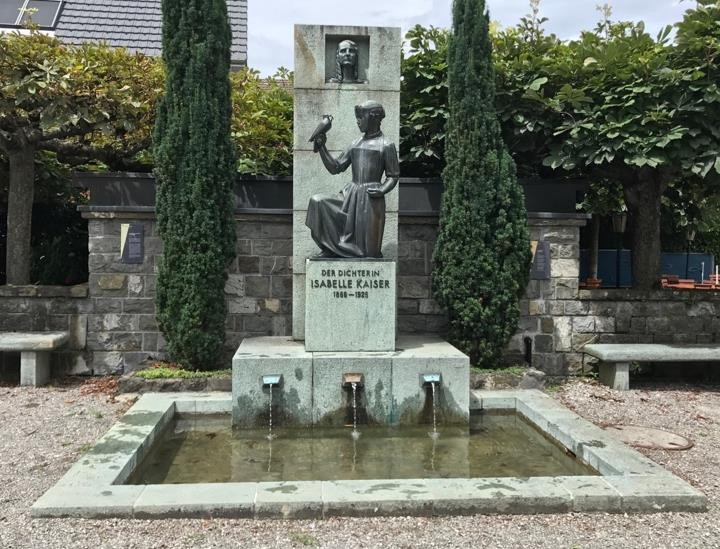 DER DICHTERIN
ISABELLE KAISER
1866 – 1925